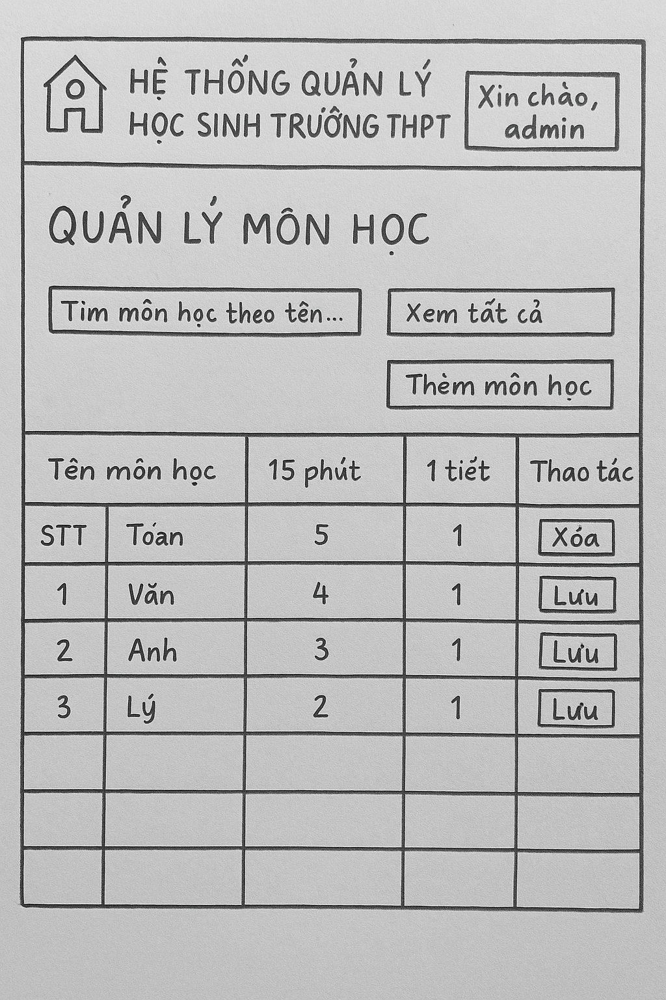 HỆ THỐNG QUẢN LÝ
HỌC SINH TRƯỜNG THPT
Xin chào,
admin
QUẢN LÝ MÔN HỌC
Tim môn học theo tên...
Xem tất cả
Thèm môn học
Tên môn học 15 phút 1 tiết Thao tác
STT Tóan 5 1 Xóa
1 Văn 4 1 Lưu
2 Anh 3 1 Lưu
3 Lý 2 1 Lưu